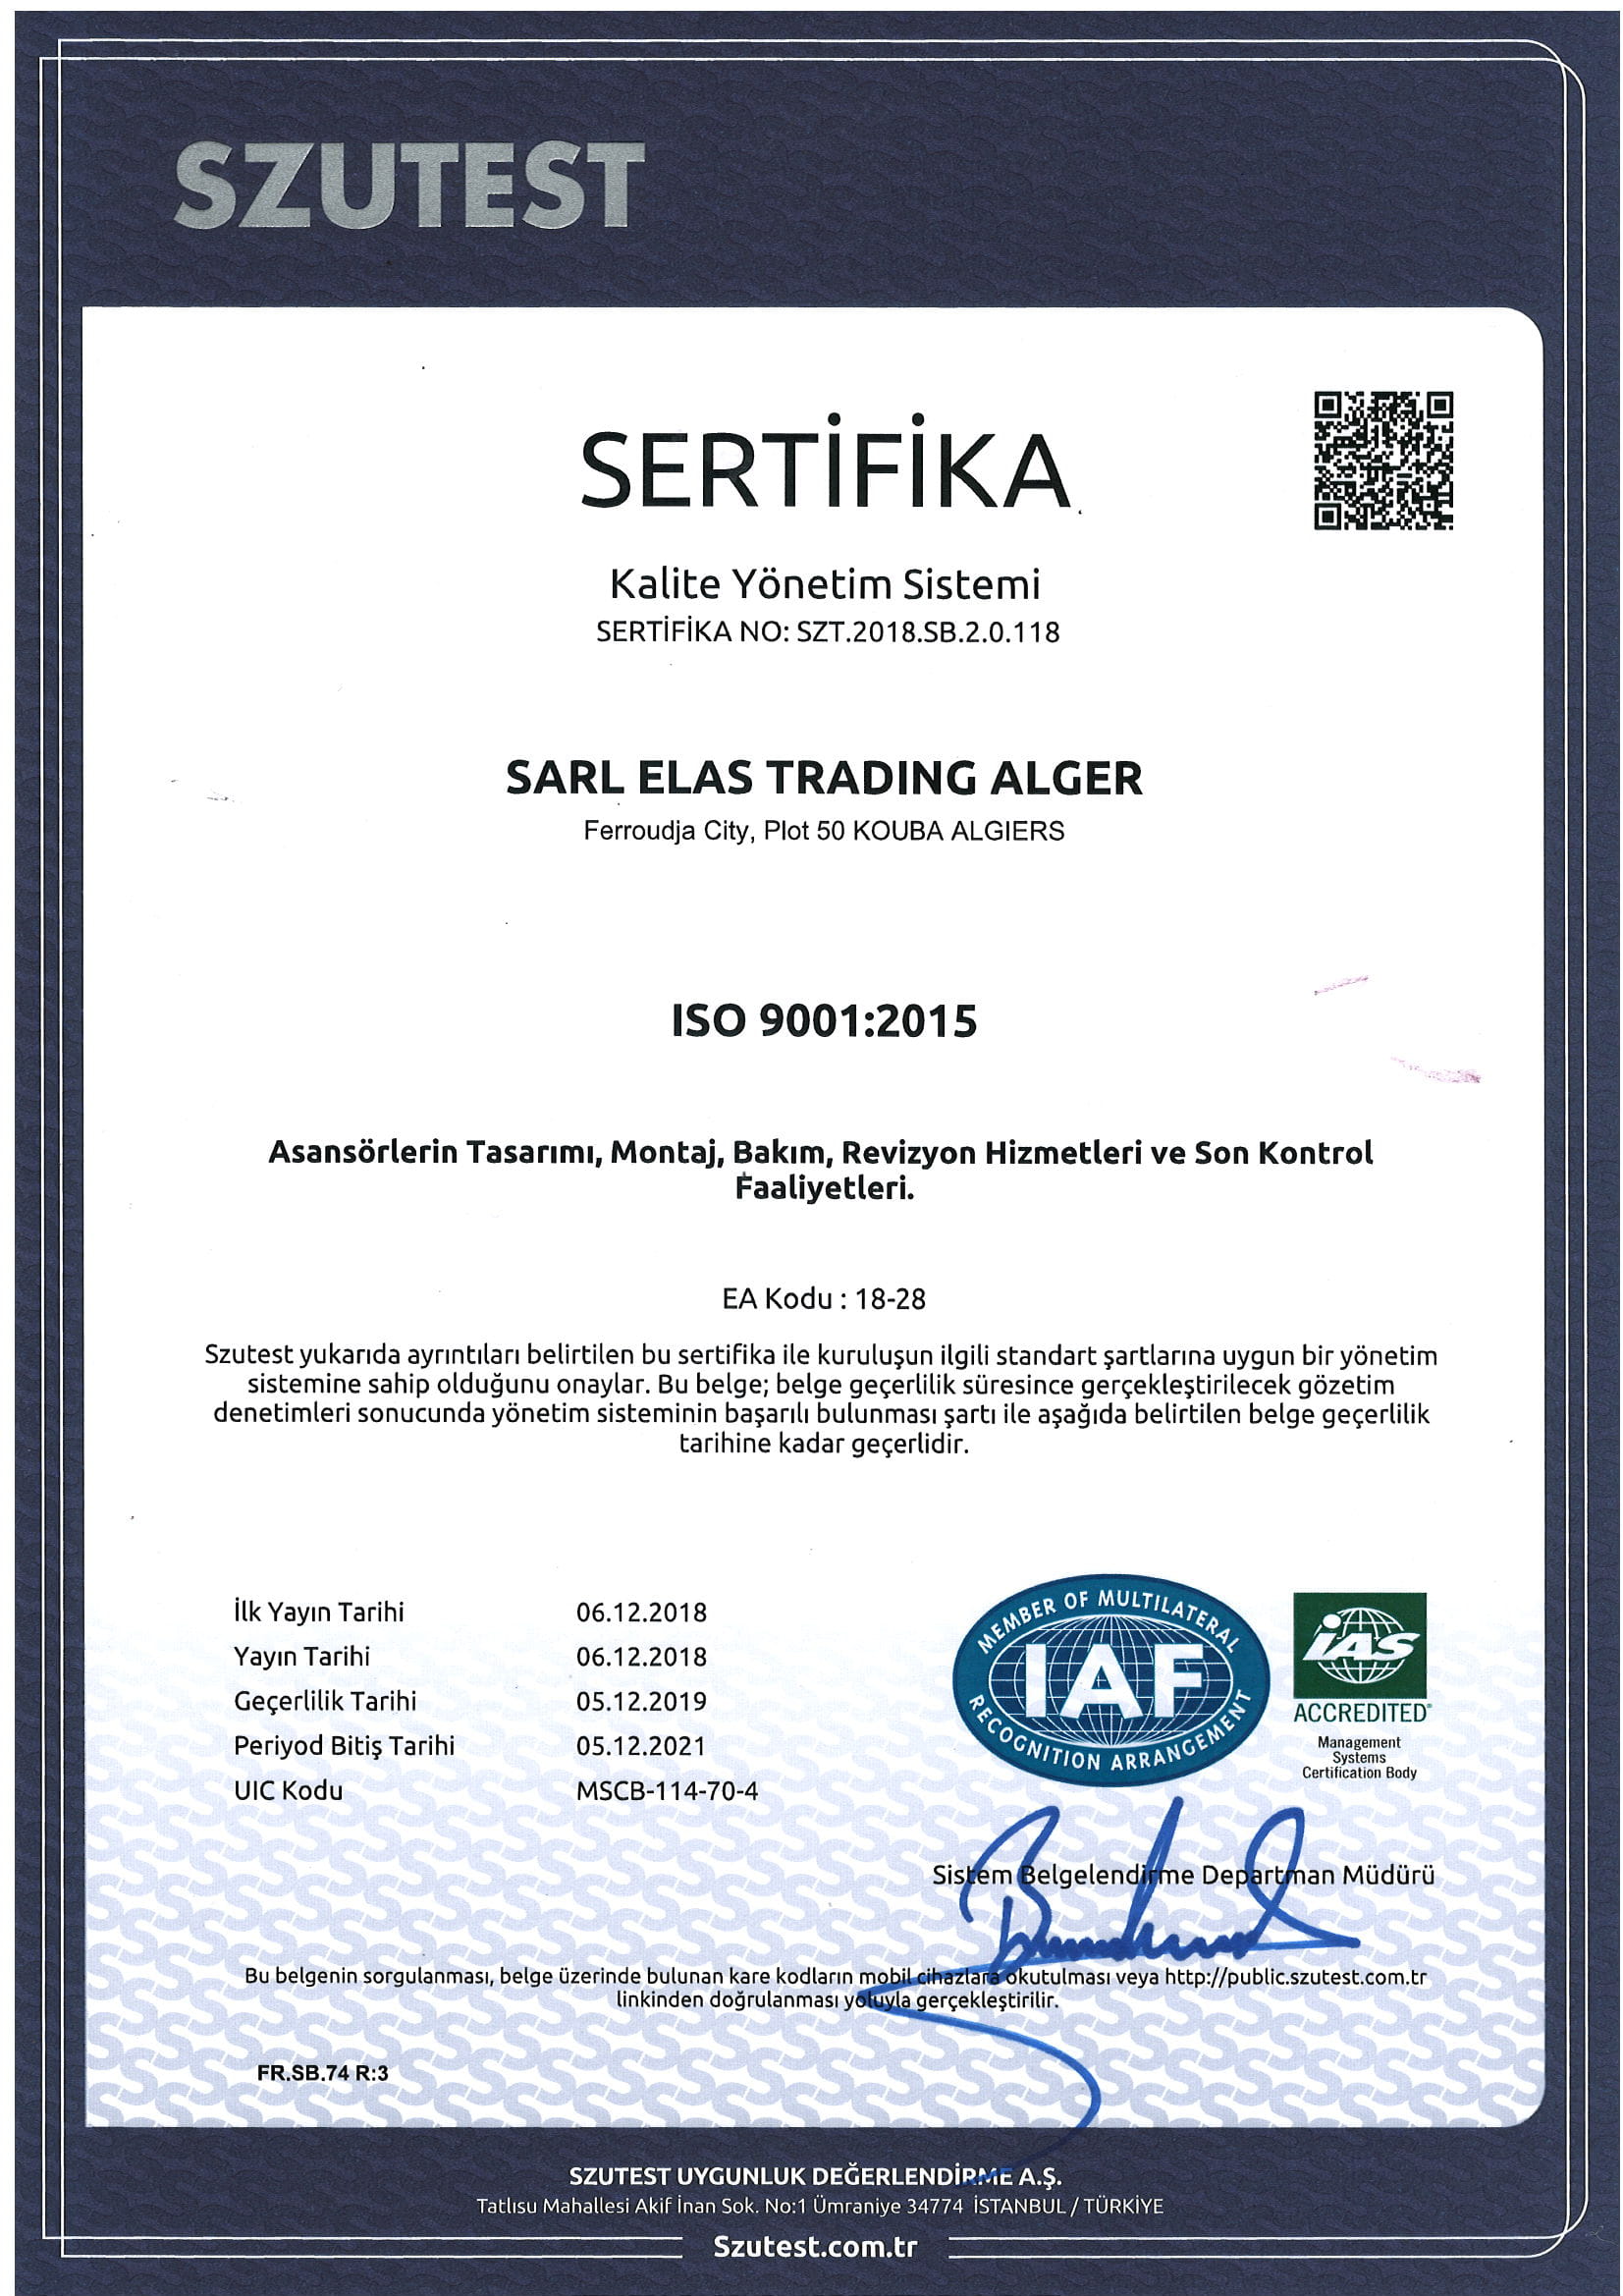 SZUTEST
SERTİFİKA
Kalite Yönetim Sistemi
SERTİFİKA NO: SZT.2018.SB.2.0.118
SARL ELAS TRADING ALGER
Ferroudja City, Plot 50 KOUBA ALGIERS
ISO 9001:2015
Asansörlerin Tasarımı, Montaj, Bakım, Revizyon Hizmetleri ve Son Kontrol
Faaliyetleri.
EA Kodu : 18-28
Szutest yukarıda ayrıntıları belirtilen bu sertifika ile kuruluşun ilgili standart şartlarına uygun bir yönetim
sistemine sahip olduğunu onaylar. Bu belge; belge geçerlilik süresince gerçekleştirilecek gözetim
denetimleri sonucunda yönetim sisteminin başarılı bulunması şartı ile aşağıda belirtilen belge geçerlilik
tarihine kadar geçerlidir.
İlk Yayın Tarihi 06.12.2018
Yayın Tarihi 06.12.2018
Geçerlilik Tarihi 05.12.2019
Periyod Bitiş Tarihi 05.12.2021
UIC Kodu MSCB-114-70-4
MEMBER OF MULTILATERAL
IAF
RECOGNITION ARRANGEMENT
IAS
ACCREDITED®
Management
Systems
Certification Body
Sistem Belgelendirme Departman Müdürü
Bu belgenin sorgulanması, belge üzerinde bulunan kare kodların mobil cihazlara okutulması veya http://public.szutest.com.tr
linkinden doğrulanması yoluyla gerçekleştirilir.
FR.SB.74 R:3
SZUTEST UYGUNLUK DEĞERLENDİRME A.Ş.
Tatlısu Mahallesi Akif İnan Sok. No:1 Ümraniye 34774 İSTANBUL / TÜRKİYE
Szutest.com.tr